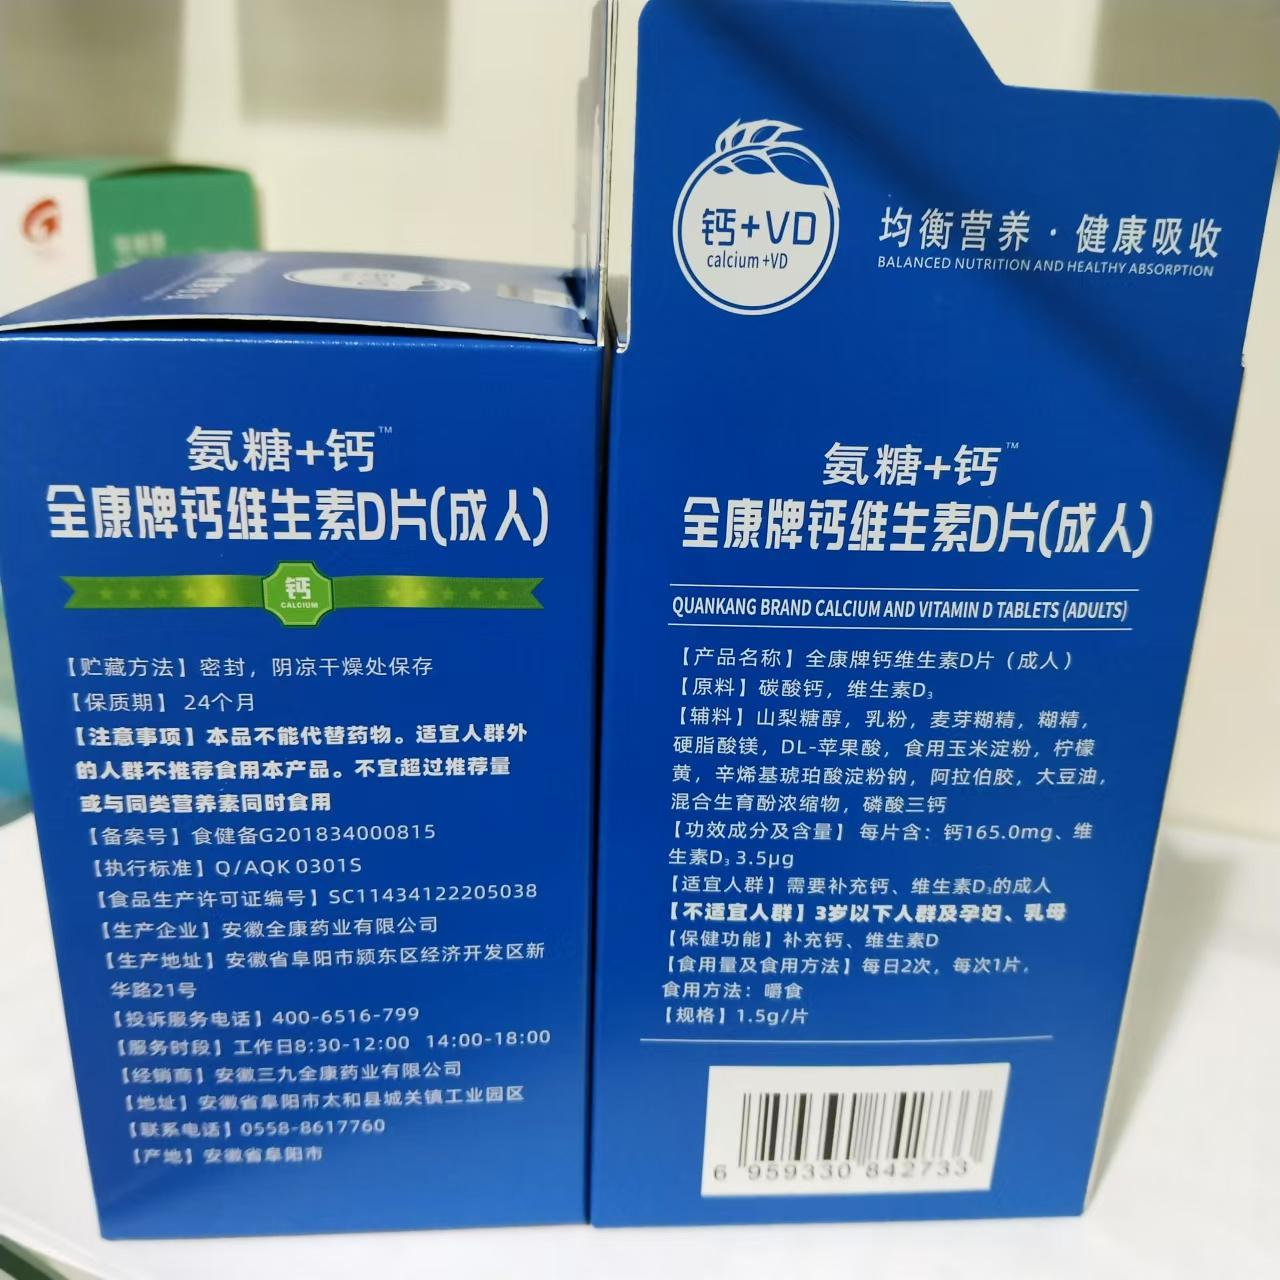 氨糖+钙™
全康牌钙维生素D片(成人)
钙
CALCIUM
【贮藏方法】密封，阴凉干燥处保存
【保质期】 24个月
【注意事项】本品不能代替药物。适宜人群外
的人群不推荐食用本产品。不宜超过推荐量
或与同类营养素同时食用
【备案号】食健备G201834000815
【执行标准】Q/AQK 0301S
【食品生产许可证编号】SC11434122205038
【生产企业】安徽全康药业有限公司
【生产地址】安徽省阜阳市颍东区经济开发区新
华路21号
【投诉服务电话】400-6516-799
【服务时段】工作日8:30-12:00 14:00-18:00
【经销商】安徽三九全康药业有限公司
【地址】安徽省阜阳市太和县城关镇工业园区
【联系电话】0558-8617760
【产地】安徽省阜阳市
钙+VD
calcium +VD
均衡营养 · 健康吸收
BALANCED NUTRITION AND HEALTHY ABSORPTION
氨糖+钙™
全康牌钙维生素D片(成人)
QUANKANG BRAND CALCIUM AND VITAMIN D TABLETS (ADULTS)
【产品名称】全康牌钙维生素D片（成人）
【原料】碳酸钙，维生素D₃
【辅料】山梨糖醇，乳粉，麦芽糊精，糊精，
硬脂酸镁，DL-苹果酸，食用玉米淀粉，柠檬
黄，辛烯基琥珀酸淀粉钠，阿拉伯胶，大豆油，
混合生育酚浓缩物，磷酸三钙
【功效成分及含量】每片含：钙165.0mg、维
生素D₃ 3.5μg
【适宜人群】需要补充钙、维生素D₃的成人
【不适宜人群】3岁以下人群及孕妇、乳母
【保健功能】补充钙、维生素D
【食用量及食用方法】每日2次，每次1片，
食用方法：嚼食
【规格】1.5g/片
6 959330 842733